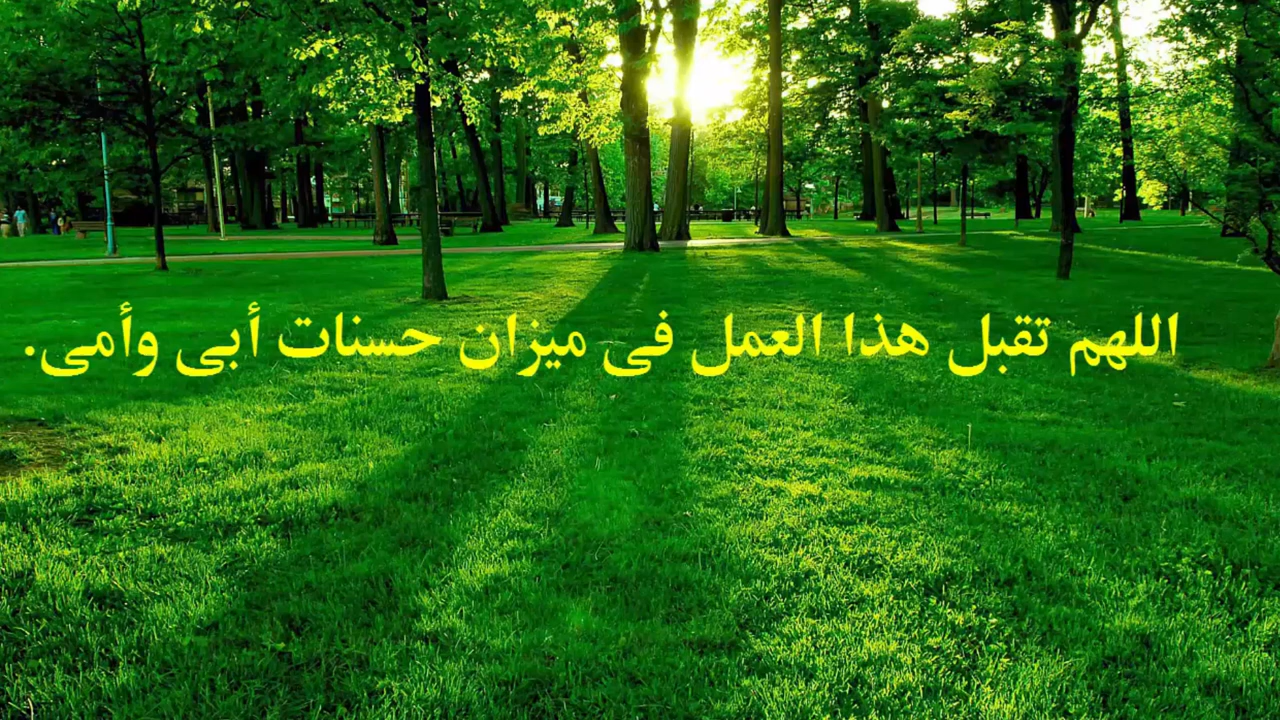 اللهم تقبل هذا العمل فى ميزان حسنات أبى وأمى.